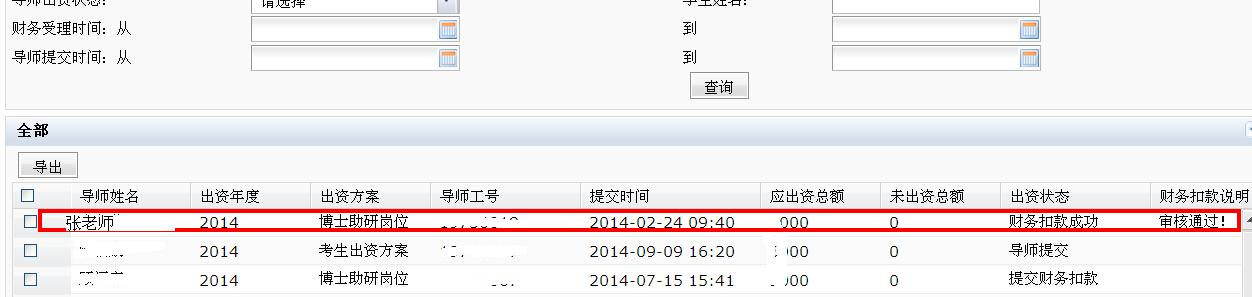 导师出资状态： 请选择 学生姓名：
财务受理时间：从 到
导师提交时间：从 到
查询
全部
导出
导师姓名 出资年度 出资方案 导师工号 提交时间 应出资总额 未出资总额 出资状态 财务扣款说明
张老师 2014 博士助研岗位 2014-02-24 09:40 000 0 财务扣款成功 审核通过！
2014 考生出资方案 2014-09-09 16:20 000 0 导师提交
2014 博士助研岗位 2014-07-15 15:41 000 0 提交财务扣款